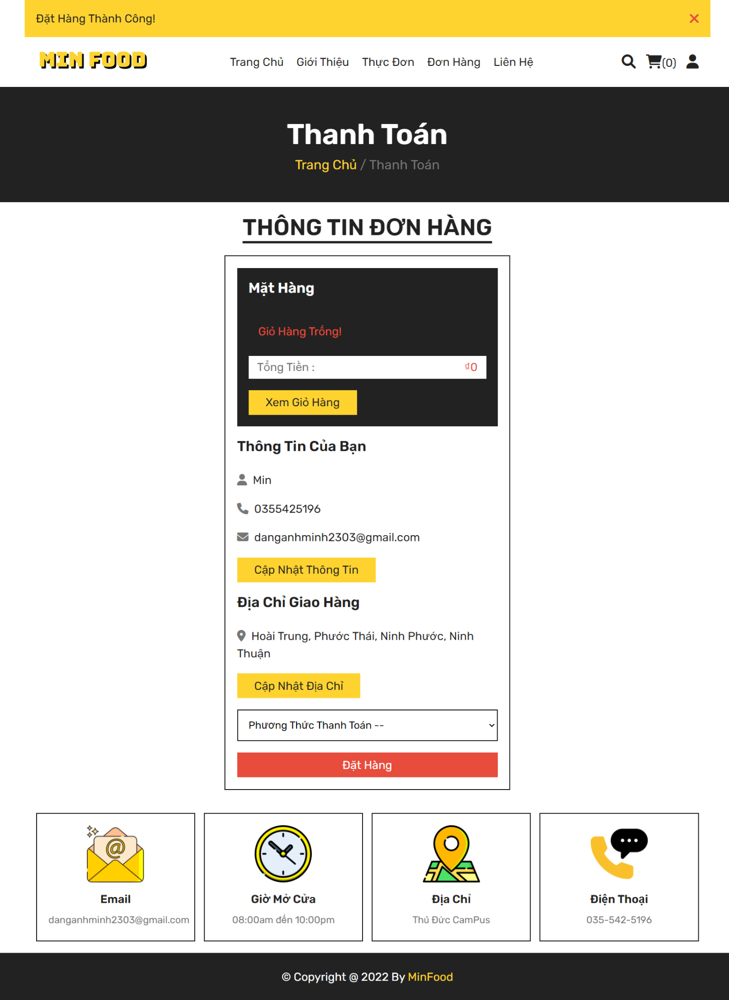 Đặt Hàng Thành Công!
MIN FOOD
Trang Chủ Giới Thiệu Thực Đơn Đơn Hàng Liên Hệ
(0)
Thanh Toán
Trang Chủ / Thanh Toán
THÔNG TIN ĐƠN HÀNG
Mặt Hàng
Giỏ Hàng Trống!
Tổng Tiền : ₫0
Xem Giỏ Hàng
Thông Tin Của Bạn
Min
0355425196
danganhminh2303@gmail.com
Cập Nhật Thông Tin
Địa Chỉ Giao Hàng
Hoài Trung, Phước Thái, Ninh Phước, Ninh
Thuận
Cập Nhật Địa Chỉ
Phương Thức Thanh Toán --
Đặt Hàng
@
Email
danganhminh2303@gmail.com
Giờ Mở Cửa
08:00am đến 10:00pm
Địa Chỉ
Thủ Đức CamPus
Điện Thoại
035-542-5196
© Copyright @ 2022 By MinFood